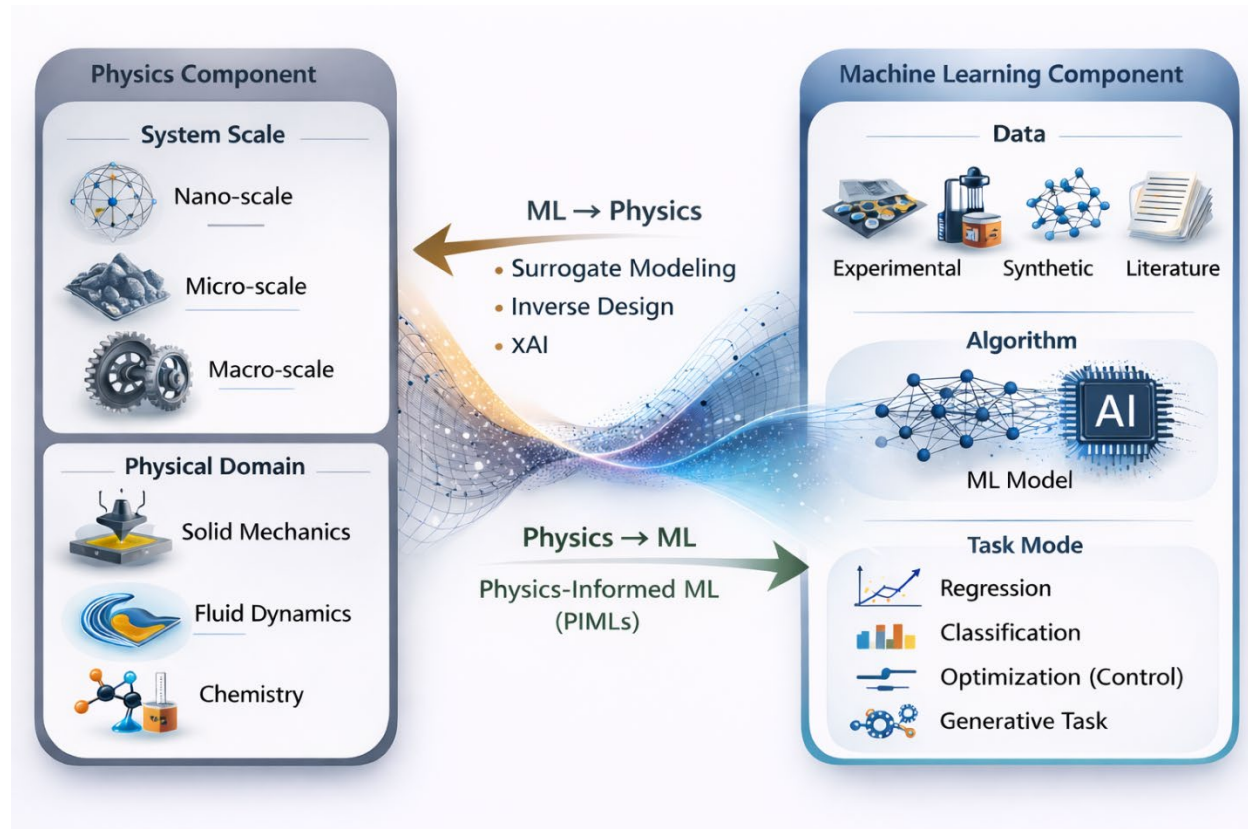 Physics Component
System Scale
Nano-scale
Micro-scale
Macro-scale
Physical Domain
Solid Mechanics
Fluid Dynamics
Chemistry
ML → Physics
• Surrogate Modeling
• Inverse Design
• xAI
Physics → ML
Physics-Informed ML
(PIMLs)
Machine Learning Component
Data
Experimental
Synthetic
Literature
Algorithm
AI
ML Model
Task Mode
Regression
Classification
Optimization (Control)
Generative Task